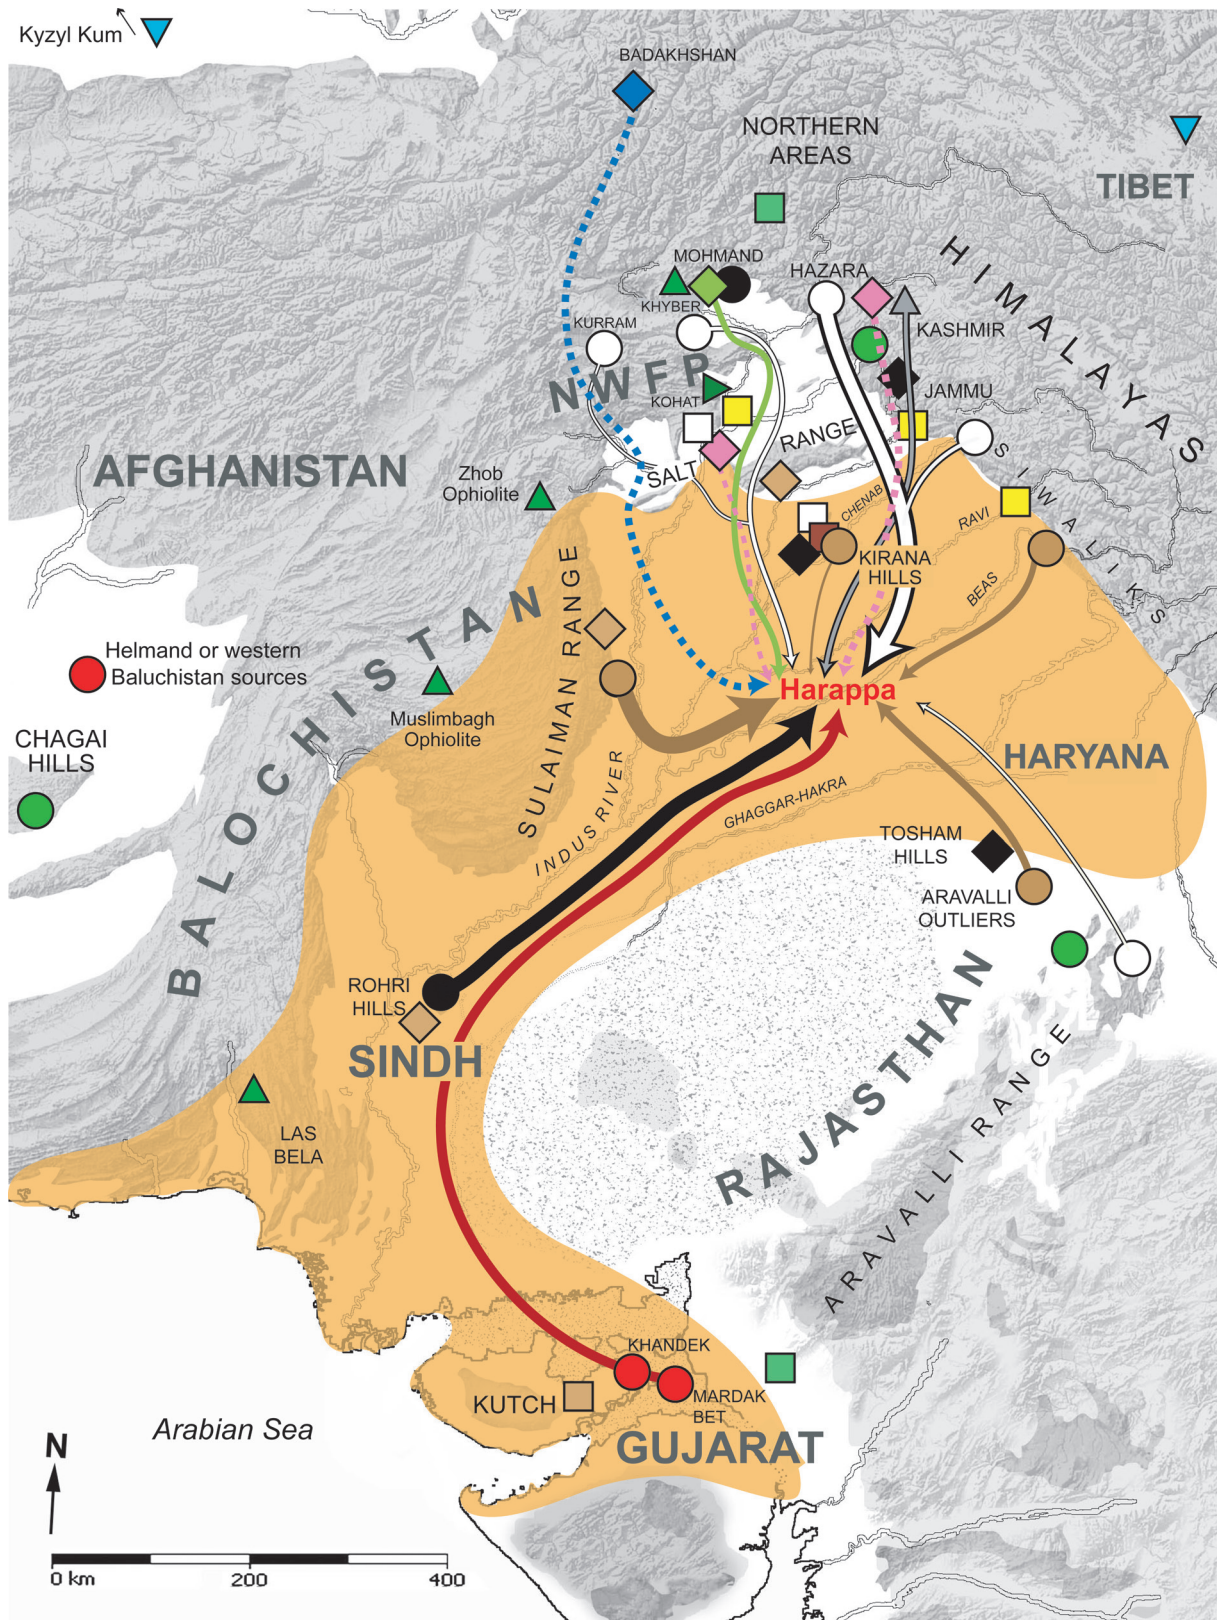 Kyzyl Kum
BADAKHSHAN
NORTHERN
AREAS
TIBET
HIMALAYAS
MOHMAND
HAZARA
KHYBER
KASHMIR
KURRAM
NWFP
JAMMU
KOHAT
RANGE
SALT
SIWALIKS
AFGHANISTAN
Zhob
Ophiolite
CHENAB
RAVI
KIRANA
HILLS
BEAS
SULAIMAN RANGE
BALOCHISTAN
Helmand or western
Baluchistan sources
Harappa
Muslimbagh
Ophiolite
CHAGAI
HILLS
HARYANA
INDUS RIVER
GHAGGAR-HAKRA
TOSHAM
HILLS
ARAVALLI
OUTLIERS
ROHRI
HILLS
SINDH
RAJASTHAN
ARAVALLI RANGE
LAS
BELA
KHANDEK
KUTCH
MARDAK
BET
GUJARAT
Arabian Sea
N
0 km
200
400